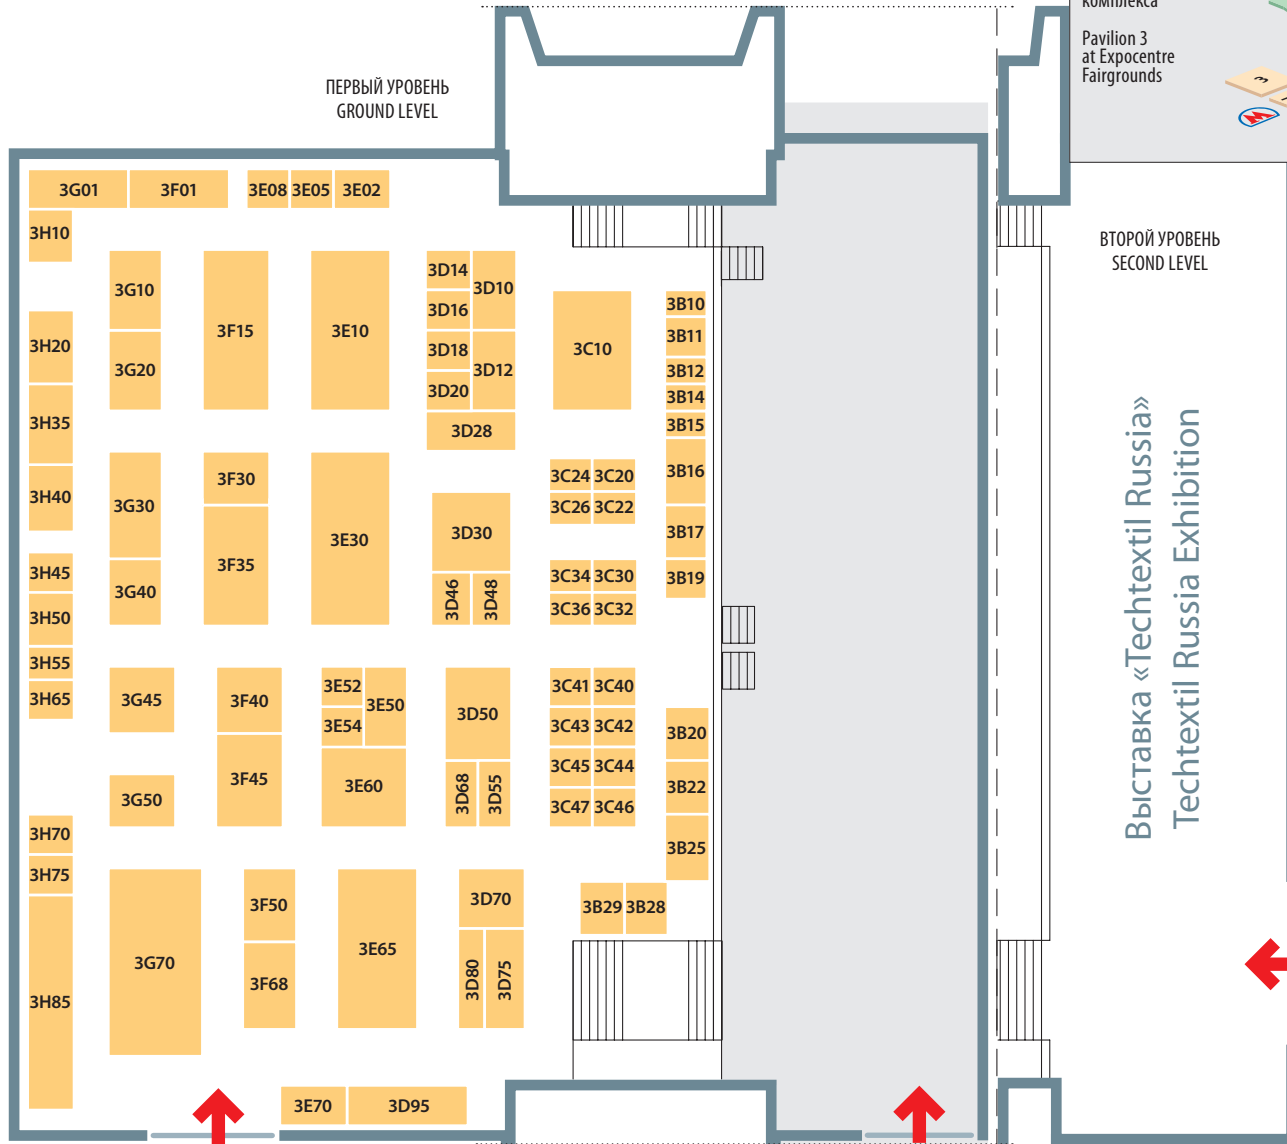 комплекса
Pavilion 3
at Expocentre
Fairgrounds
3
ПЕРВЫЙ УРОВЕНЬ
GROUND LEVEL
ВТОРОЙ УРОВЕНЬ
SECOND LEVEL
3G01 3F01 3E08 3E05 3E02
3H10
3G10 3F15 3E10 3D14 3D10
3D16
3B10
3H20 3G20 3D18 3D12 3C10 3B11
3B12
3D20 3B14
3H35 3D28 3B15
3H40 3G30 3F30 3E30 3C24 3C20 3B16
3C26 3C22
3F35 3D30 3B17
3H45 3G40 3D46 3D48 3C34 3C30 3B19
3H50 3C36 3C32
3H55
3H65 3G45 3F40 3E52 3E50 3D50 3C41 3C40
3E54 3C43 3C42 3B20
3F45 3E60 3D68 3D55 3C45 3C44 3B22
3G50 3C47 3C46
3H70 3B25
3H75
3F50 3D70 3B29 3B28
3G70 3E65
3H85 3F68 3D80 3D75
3E70 3D95
Выставка «Techtextil Russia»
Techtextil Russia Exhibition